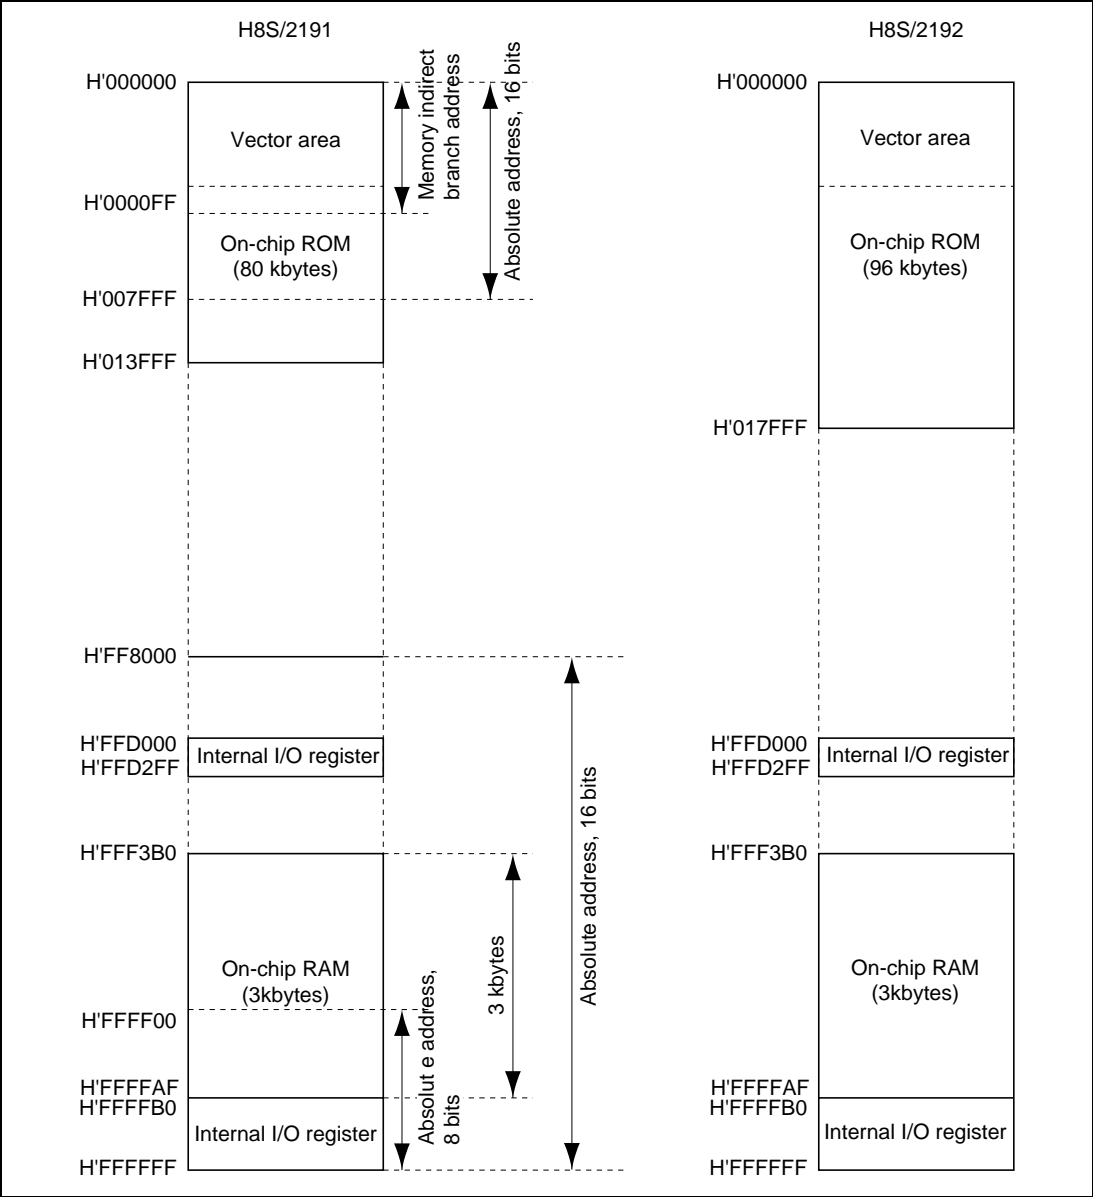 H8S/2191
H'000000
Vector area
H'0000FF
On-chip ROM
(80 kbytes)
H'007FFF
H'013FFF
Memory indirect
branch address
Absolute address, 16 bits
H'FF8000
H'FFD000
Internal I/O register
H'FFD2FF
H'FFF3B0
On-chip RAM
(3kbytes)
H'FFFF00
H'FFFFAF
H'FFFFB0
Internal I/O register
H'FFFFFF
Absolut e address,
8 bits
3 kbytes
Absolute address, 16 bits
H8S/2192
H'000000
Vector area
On-chip ROM
(96 kbytes)
H'017FFF
H'FFD000
Internal I/O register
H'FFD2FF
H'FFF3B0
On-chip RAM
(3kbytes)
H'FFFFAF
H'FFFFB0
Internal I/O register
H'FFFFFF